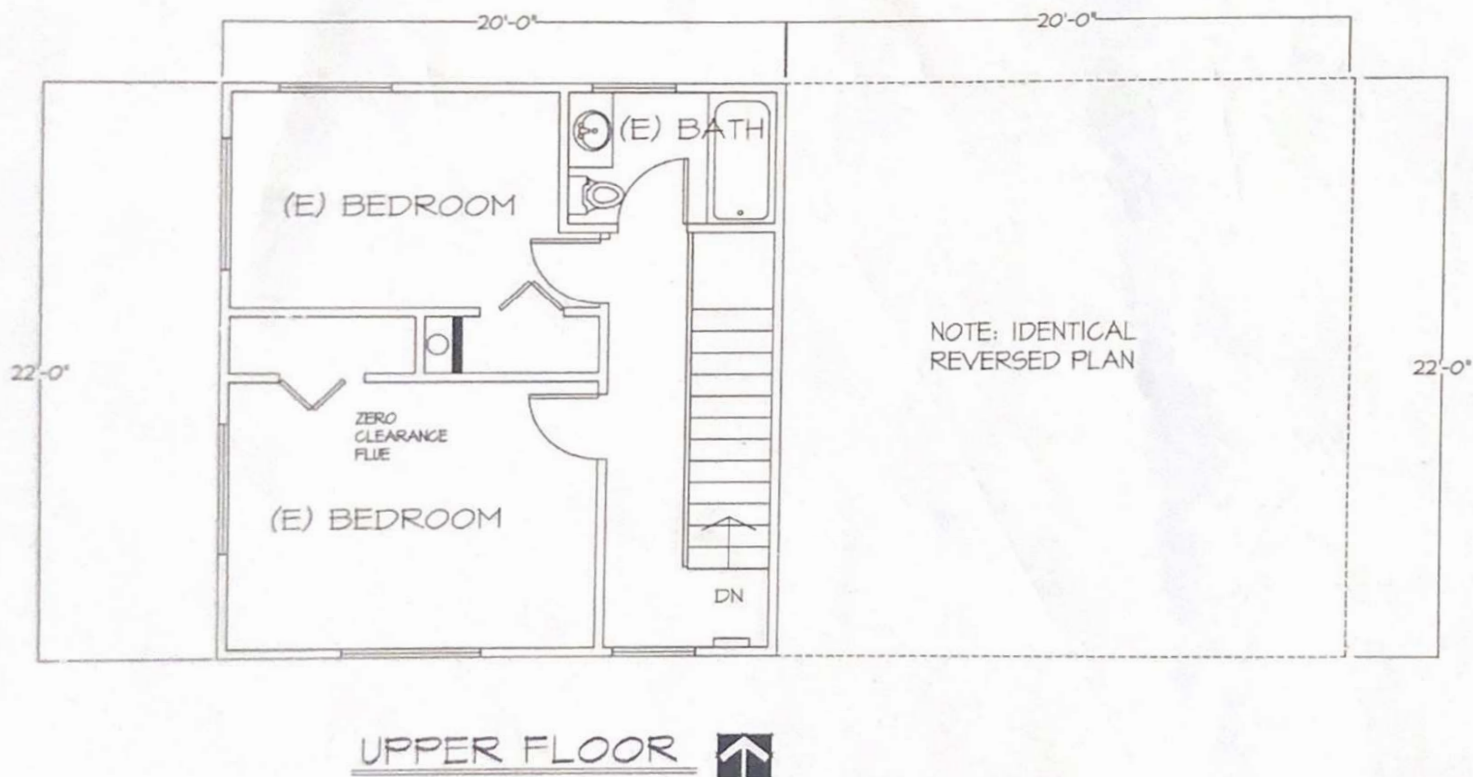 20'-0"
20'-0"
(E) BATH
(E) BEDROOM
22'-0"
NOTE: IDENTICAL
REVERSED PLAN
22'-0"
ZERO
CLEARANCE
FLUE
(E) BEDROOM
DN
UPPER FLOOR